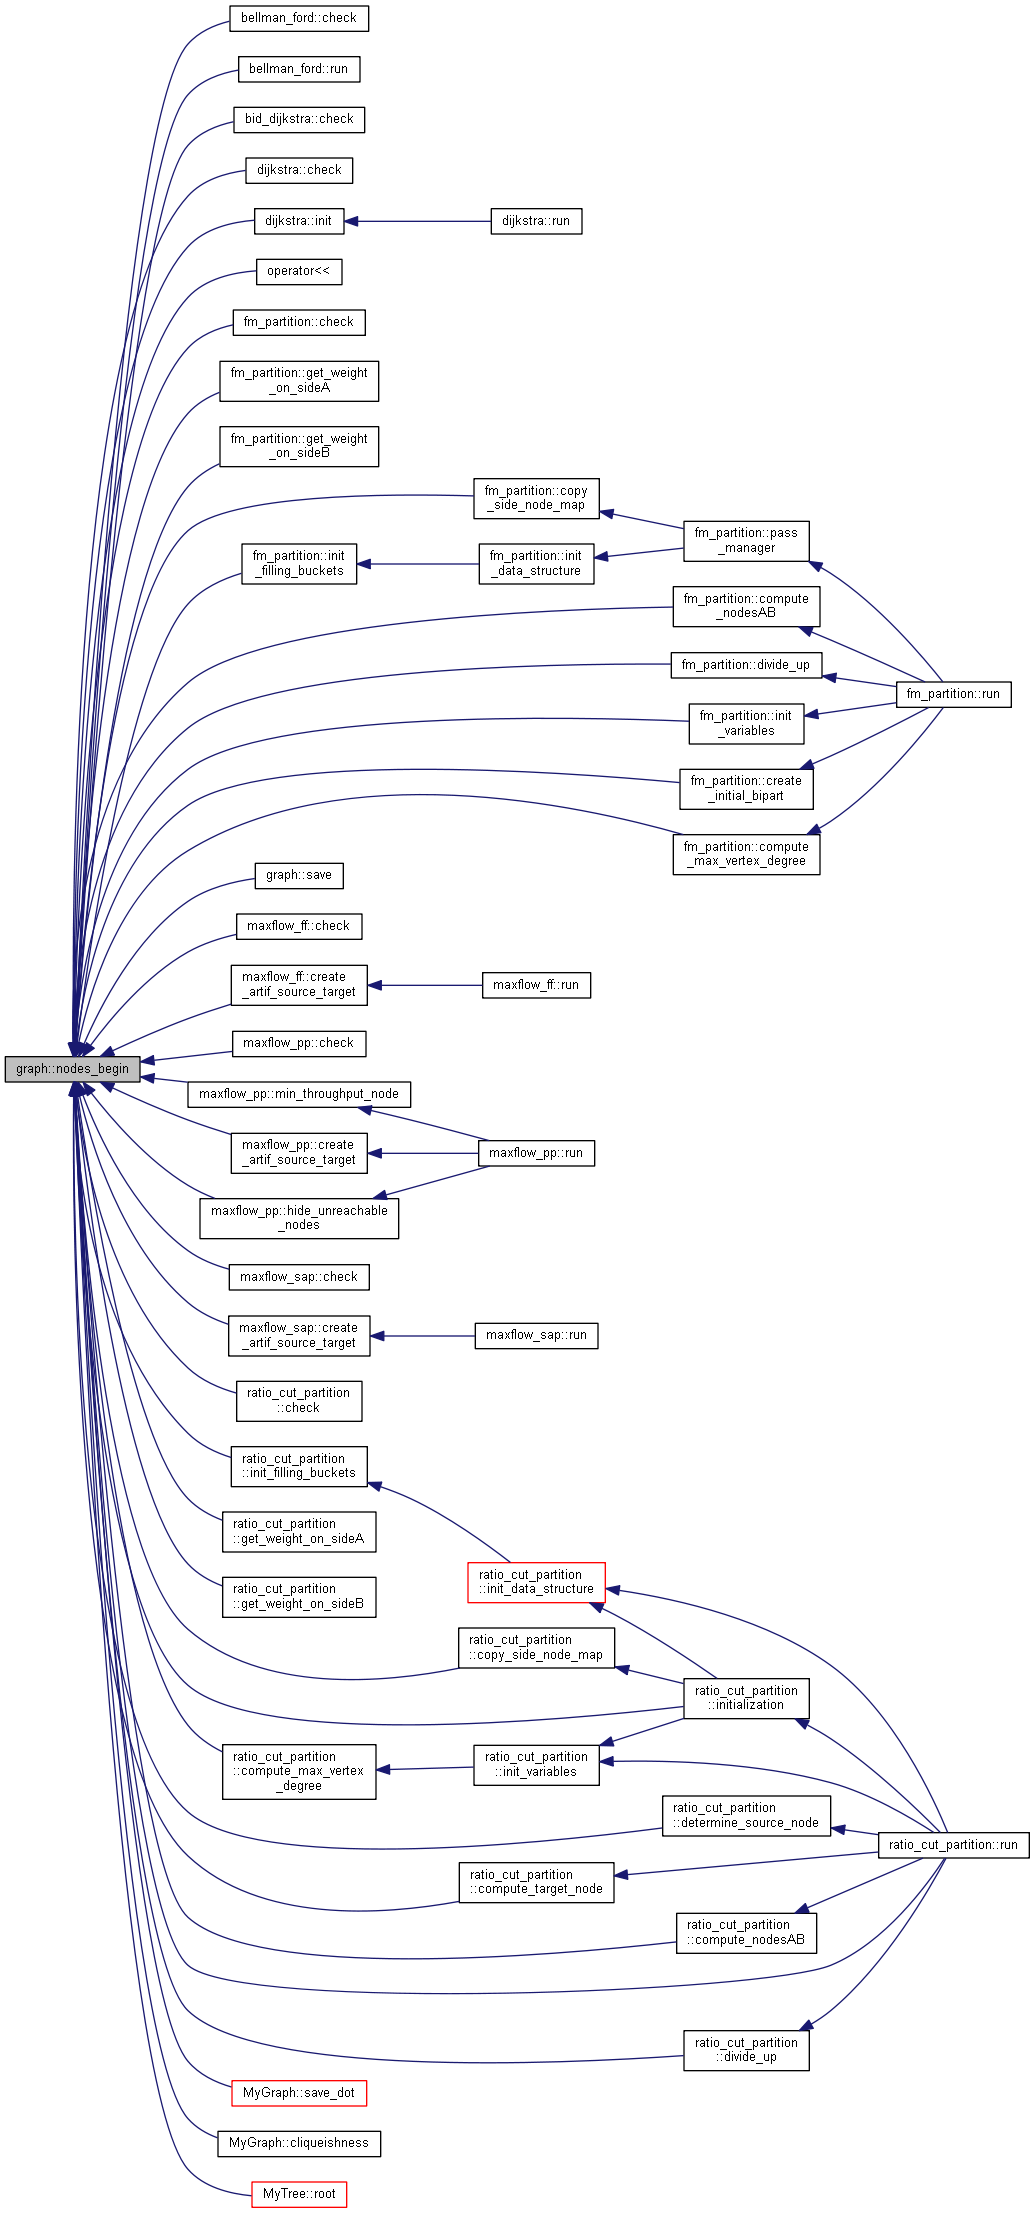 bellman_ford::check
bellman_ford::run
bid_dijkstra::check
dijkstra::check
dijkstra::init
dijkstra::run
operator<<
fm_partition::check
fm_partition::get_weight
_on_sideA
fm_partition::get_weight
_on_sideB
fm_partition::copy
_side_node_map
fm_partition::pass
_manager
fm_partition::init
_filling_buckets
fm_partition::init
_data_structure
fm_partition::compute
_nodesAB
fm_partition::divide_up
fm_partition::run
fm_partition::init
_variables
fm_partition::create
_initial_bipart
fm_partition::compute
_max_vertex_degree
graph::save
maxflow_ff::check
maxflow_ff::create
_artif_source_target
maxflow_ff::run
maxflow_pp::check
graph::nodes_begin
maxflow_pp::min_throughput_node
maxflow_pp::create
_artif_source_target
maxflow_pp::run
maxflow_pp::hide_unreachable
_nodes
maxflow_sap::check
maxflow_sap::create
_artif_source_target
maxflow_sap::run
ratio_cut_partition
::check
ratio_cut_partition
::init_filling_buckets
ratio_cut_partition
::get_weight_on_sideA
ratio_cut_partition
::init_data_structure
ratio_cut_partition
::get_weight_on_sideB
ratio_cut_partition
::copy_side_node_map
ratio_cut_partition
::initialization
ratio_cut_partition
::compute_max_vertex
_degree
ratio_cut_partition
::init_variables
ratio_cut_partition
::determine_source_node
ratio_cut_partition::run
ratio_cut_partition
::compute_target_node
ratio_cut_partition
::compute_nodesAB
ratio_cut_partition
::divide_up
MyGraph::save_dot
MyGraph::cliqueishness
MyTree::root